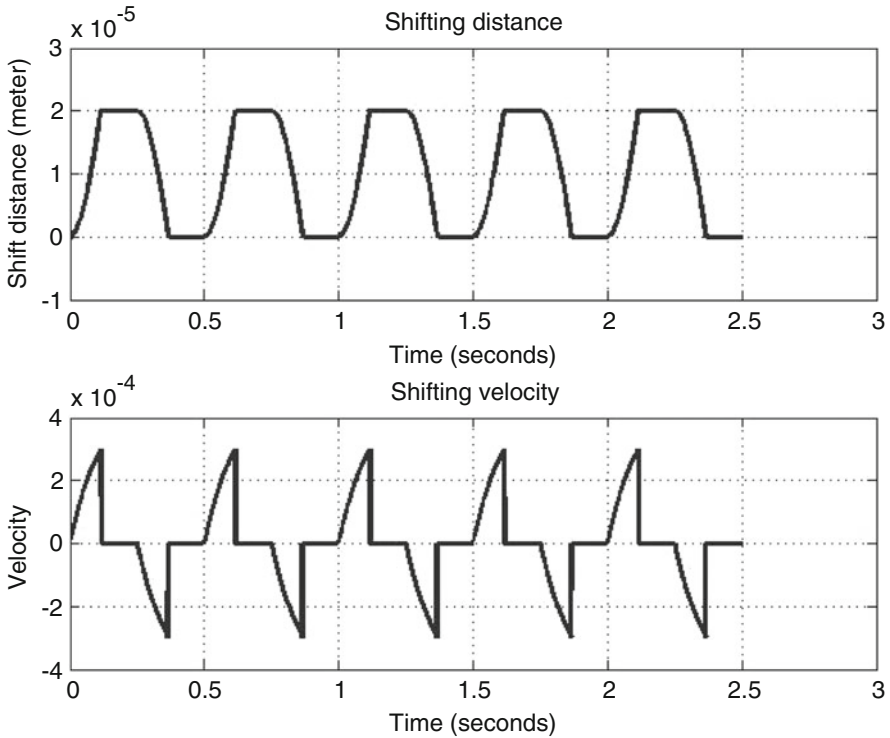 x 10-5
Shifting distance
3
2
1
0
-1
Shift distance (meter)
0 0.5 1 1.5 2 2.5 3
Time (seconds)
x 10-4
Shifting velocity
4
2
0
-2
-4
Velocity
0 0.5 1 1.5 2 2.5 3
Time (seconds)